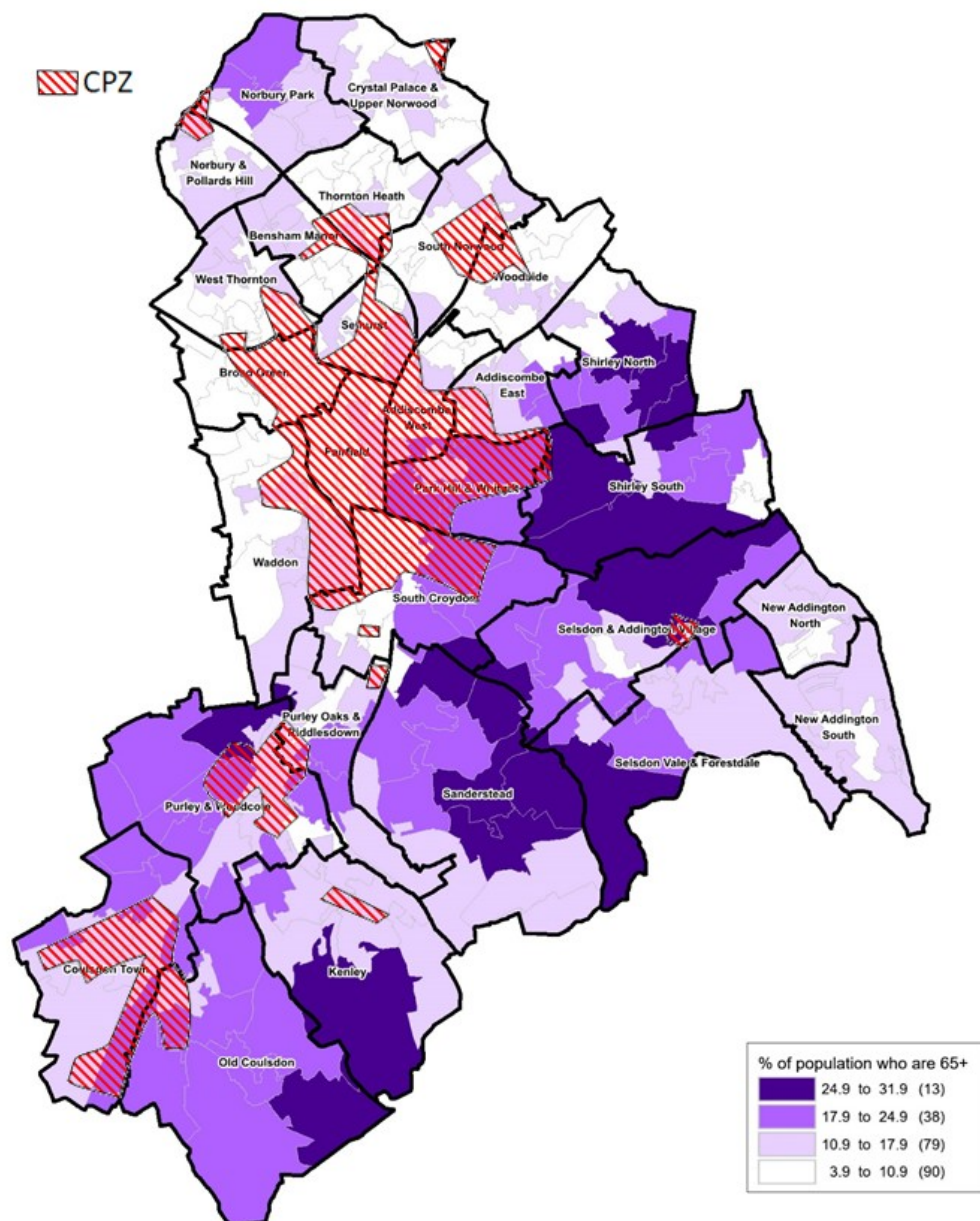 CPZ
Norbury Park
Crystal Palace &
Upper Norwood
Norbury &
Pollards Hill
Thornton Heath
Bensham Manor
South Norwood
West Thornton
Woodside
Selhurst
Broad Green
Addiscombe
East
Shirley North
Addiscombe
West
Fairfield
Park Hill & Whitgift
Shirley South
Waddon
South Croydon
New Addington
North
Selsdon & Addington Village
Purley Oaks &
Riddlesdown
New Addington
South
Selsdon Vale & Forestdale
Sanderstead
Purley & Woodcote
Coulsdon Town
Kenley
Old Coulsdon
% of population who are 65+
24.9 to 31.9 (13)
17.9 to 24.9 (38)
10.9 to 17.9 (79)
3.9 to 10.9 (90)